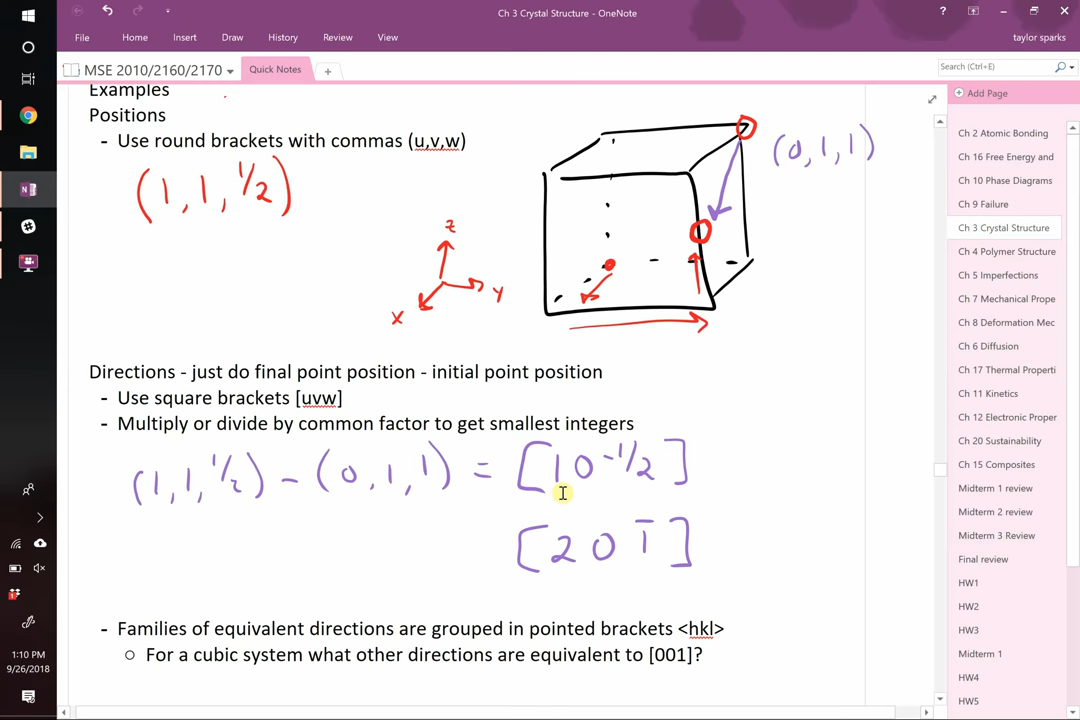 Ch 3 Crystal Structure - OneNote
?
taylor sparks
File Home Insert Draw History Review View
MSE 2010/2160/2170
Quick Notes
+
Search (Ctrl+E)
Add Page
Examples
Positions
- Use round brackets with commas (u,v,w)
(1, 1, 1/2)
(0, 1, 1)
z
y
x
Directions - just do final point position - initial point position
- Use square brackets [uvw]
- Multiply or divide by common factor to get smallest integers
(1, 1, 1/2) - (0, 1, 1) = [1 0 -1/2]
[2 0 1̅]
- Families of equivalent directions are grouped in pointed brackets <hkl>
o For a cubic system what other directions are equivalent to [001]?
Ch 2 Atomic Bonding
Ch 16 Free Energy and
Ch 10 Phase Diagrams
Ch 9 Failure
Ch 3 Crystal Structure
Ch 4 Polymer Structure
Ch 5 Imperfections
Ch 7 Mechanical Prope
Ch 8 Deformation Mec
Ch 6 Diffusion
Ch 17 Thermal Properti
Ch 11 Kinetics
Ch 12 Electronic Proper
Ch 20 Sustainability
Ch 15 Composites
Midterm 1 review
Midterm 2 review
Midterm 3 Review
Final review
HW1
HW2
HW3
Midterm 1
HW4
HW5
1:10 PM
9/26/2018